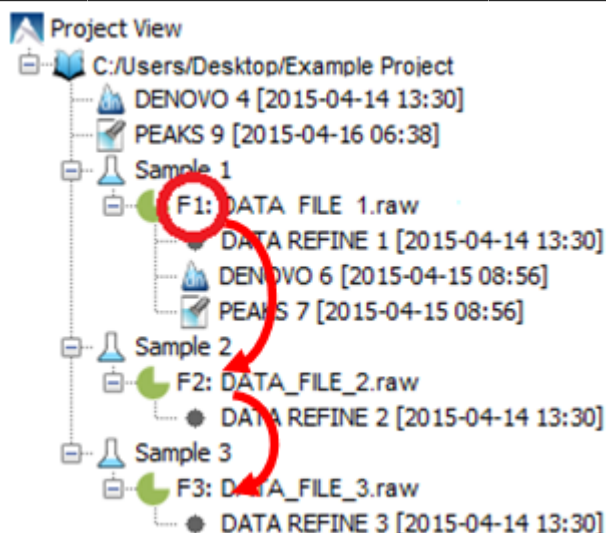 Project View
C:/Users/Desktop/Example Project
DENOVO 4 [2015-04-14 13:30]
PEAKS 9 [2015-04-16 06:38]
Sample 1
F1: DATA_FILE_1.raw
DATA REFINE 1 [2015-04-14 13:30]
DENOVO 6 [2015-04-15 08:56]
PEAKS 7 [2015-04-15 08:56]
Sample 2
F2: DATA_FILE_2.raw
DATA REFINE 2 [2015-04-14 13:30]
Sample 3
F3: DATA_FILE_3.raw
DATA REFINE 3 [2015-04-14 13:30]